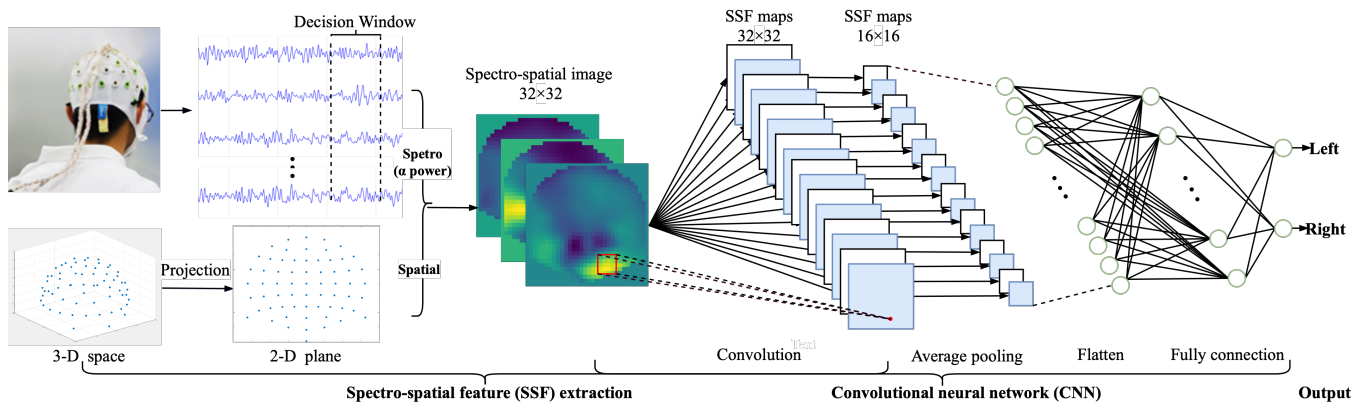 Decision Window
SSF maps
32×32
SSF maps
16×16
Spectro-spatial image
32×32
Spetro
(α power)
Left
Right
Projection
Spatial
3-D space
2-D plane
Text
Convolution
Average pooling
Flatten
Fully connection
Spectro-spatial feature (SSF) extraction
Convolutional neural network (CNN)
Output